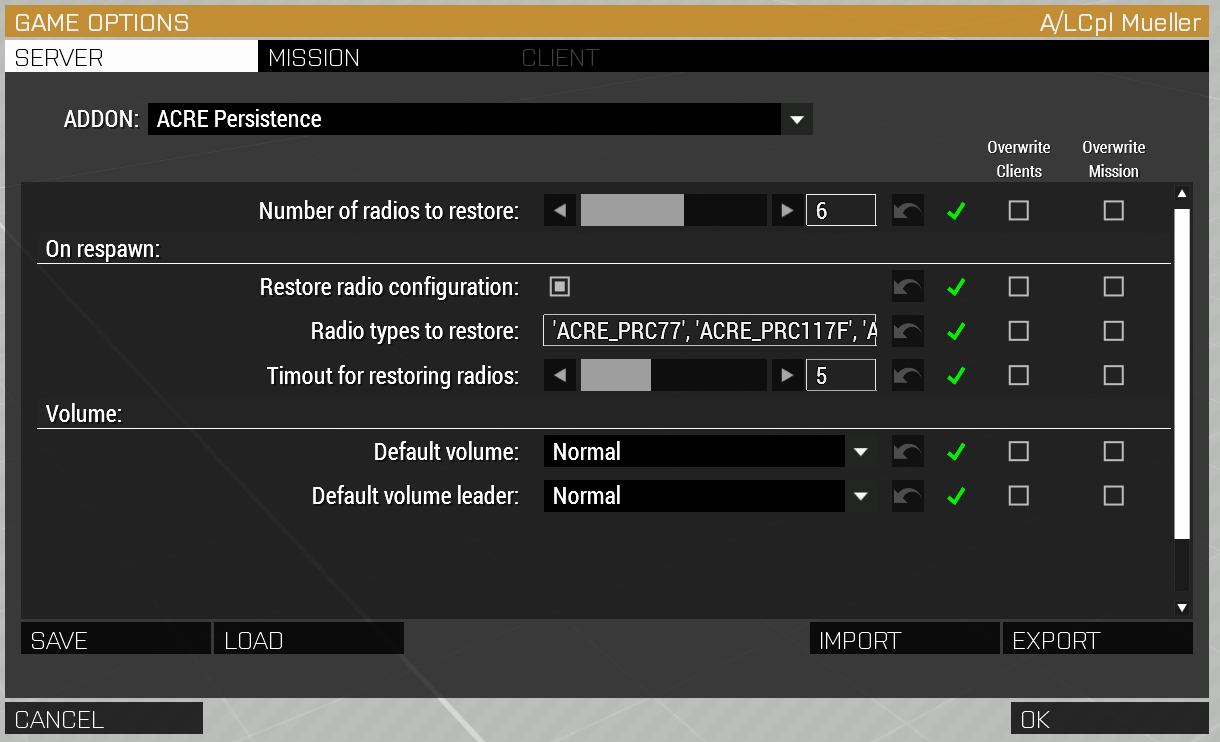 GAME OPTIONS A/LCpl Mueller
SERVER MISSION CLIENT
ADDON: ACRE Persistence
Overwrite Clients Overwrite Mission
Number of radios to restore: 6
On respawn:
Restore radio configuration:
Radio types to restore: 'ACRE_PRC77', 'ACRE_PRC117F', 'A
Timout for restoring radios: 5
Volume:
Default volume: Normal
Default volume leader: Normal
SAVE LOAD IMPORT EXPORT
CANCEL OK